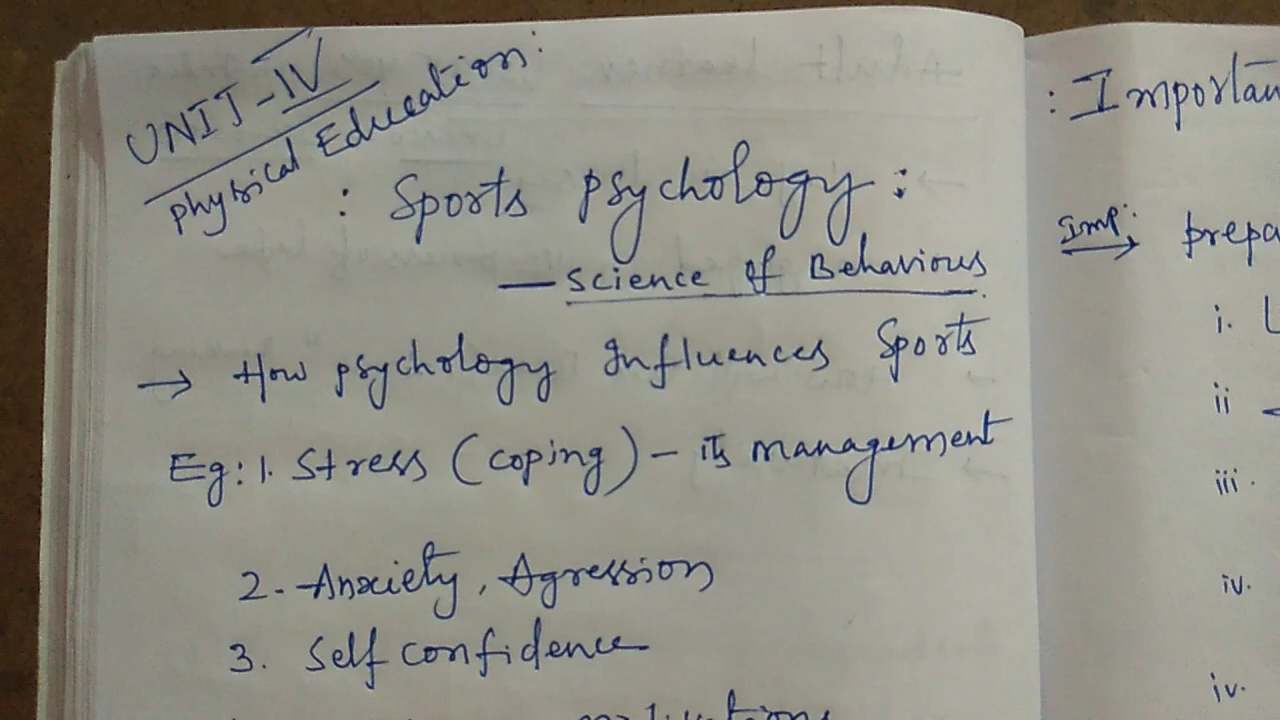 UNIT-IV
Physical Education:
: Sports psychology :
— Science of Behaviours
→ How psychology Influences Sports
Eg: 1. Stress (coping) - its management
2. Anxiety, Agression
3. Self confidence
: Importan
Imp: → prepa
i. L
ii
iii.
iv.
iv.